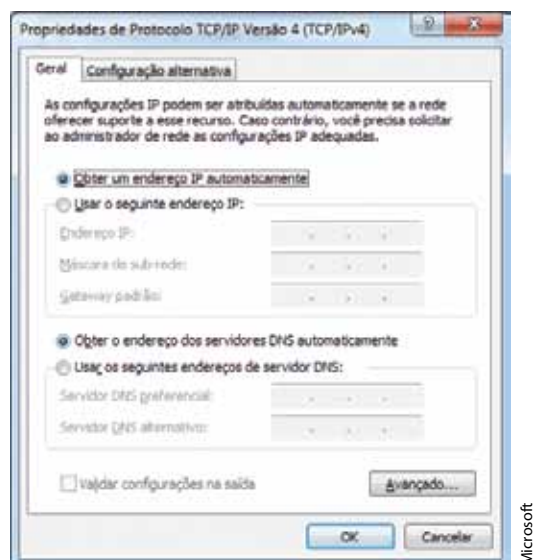 Propriedades de Protocolo TCP/IP Versão 4 (TCP/IPv4)
Geral
Configuração alternativa
As configurações IP podem ser atribuídas automaticamente se a rede
oferecer suporte a esse recurso. Caso contrário, você precisa solicitar
ao administrador de rede as configurações IP adequadas.
Obter um endereço IP automaticamente
Usar o seguinte endereço IP:
Endereço IP:
Máscara de sub-rede:
Gateway padrão:
Obter o endereço dos servidores DNS automaticamente
Usar os seguintes endereços de servidor DNS:
Servidor DNS preferencial:
Servidor DNS alternativo:
Validar configurações na saída
Avançado...
OK
Cancelar
Microsoft